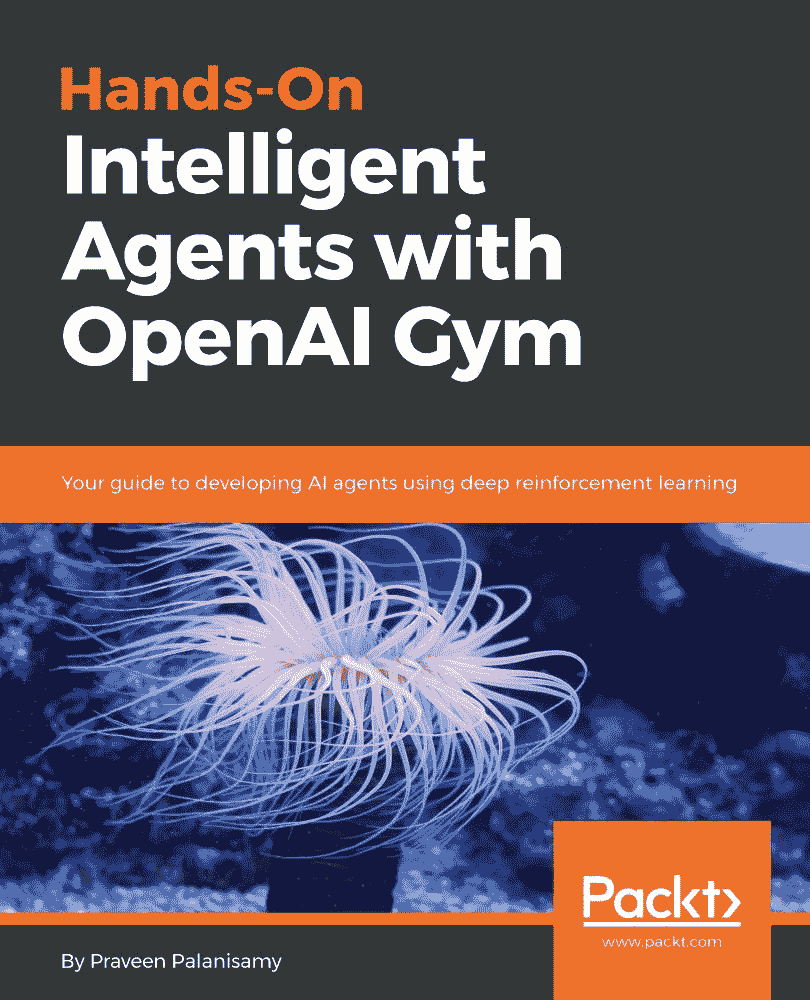 Hands-On
Intelligent
Agents with
OpenAI Gym
Your guide to developing AI agents using deep reinforcement learning
Packt>
www.packt.com
By Praveen Palanisamy